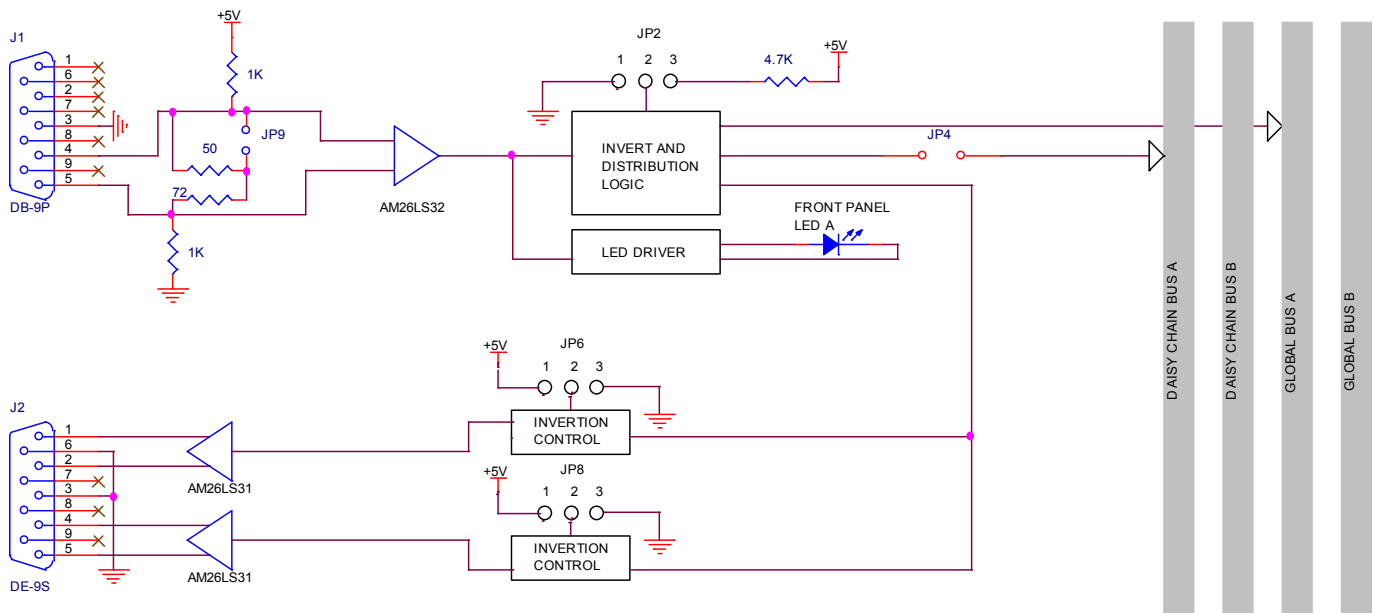 J1
1
6
2
7
3
8
4
9
5
DB-9P
+5V
1K
JP9
50
72
1K
AM26LS32
JP2
1 2 3
4.7K
+5V
INVERT AND
DISTRIBUTION
LOGIC
JP4
LED DRIVER
FRONT PANEL
LED A
DAISY CHAIN BUS A
DAISY CHAIN BUS B
GLOBAL BUS A
GLOBAL BUS B
J2
1
6
2
7
3
8
4
9
5
DE-9S
AM26LS31
AM26LS31
+5V
JP6
1 2 3
INVERTION
CONTROL
+5V
JP8
1 2 3
INVERTION
CONTROL